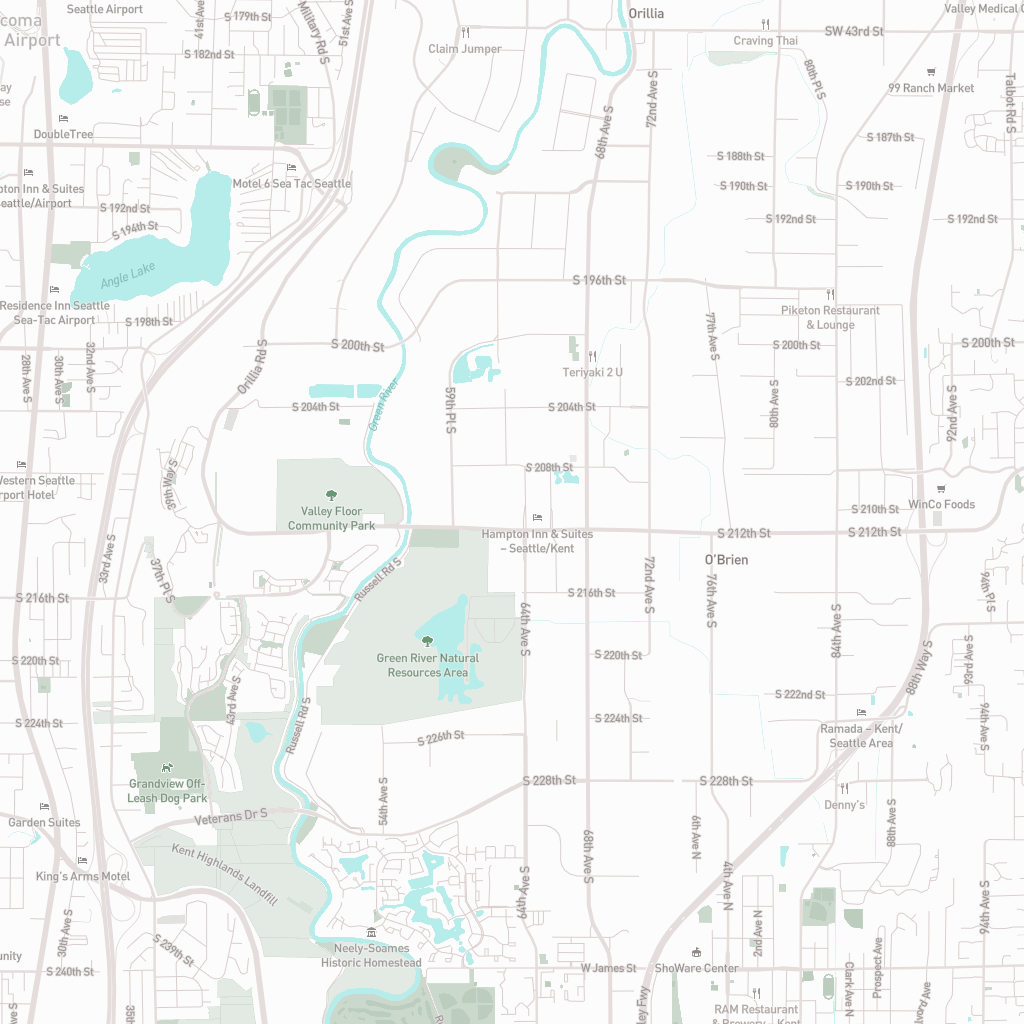 Seattle Airport
S 179th St
41st Ave S
Military Rd S
51st Ave S
Orillia
Valley Medical C
coma
Airport
S 182nd St
Claim Jumper
SW 43rd St
Craving Thai
80th Pl S
99 Ranch Market
Talbot Rd S
72nd Ave S
68th Ave S
DoubleTree
S 187th St
S 188th St
Motel 6 Sea Tac Seattle
pton Inn & Suites
eattle/Airport
S 190th St
S 190th St
S 192nd St
S 192nd St
S 192nd St
S 194th St
Angle Lake
S 196th St
Residence Inn Seattle
Sea-Tac Airport
S 198th St
Piketon Restaurant
& Lounge
77th Ave S
S 200th St
S 200th St
S 200th St
28th Ave S
30th Ave S
32nd Ave S
Orillia Rd S
Teriyaki 2 U
S 202nd St
Green River
59th Pl S
80th Ave S
92nd Ave S
S 204th St
S 204th St
S 208th St
39th Way S
Western Seattle
rport Hotel
Valley Floor
Community Park
WinCo Foods
S 210th St
S 212th St
S 212th St
Hampton Inn & Suites
– Seattle/Kent
O'Brien
33rd Ave S
37th Pl S
Russell Rd S
72nd Ave S
76th Ave S
94th Pl S
S 216th St
S 216th St
64th Ave S
84th Ave S
88th Way S
93rd Ave S
S 220th St
Green River Natural
Resources Area
S 220th St
43rd Ave S
S 222nd St
Russell Rd S
94th Ave S
S 224th St
S 224th St
Ramada – Kent/
Seattle Area
S 226th St
Grandview Off-
Leash Dog Park
S 228th St
S 228th St
54th Ave S
Denny's
Garden Suites
Veterans Dr S
6th Ave N
88th Ave S
Kent Highlands Landfill
68th Ave S
King's Arms Motel
64th Ave S
4th Ave N
94th Ave S
30th Ave S
2nd Ave N
S 239th St
Neely-Soames
Historic Homestead
Prospect Ave
S 240th St
W James St
ShoWare Center
Clark Ave N
RAM Restaurant
& Brewery – Kent
35th
ley Fwy